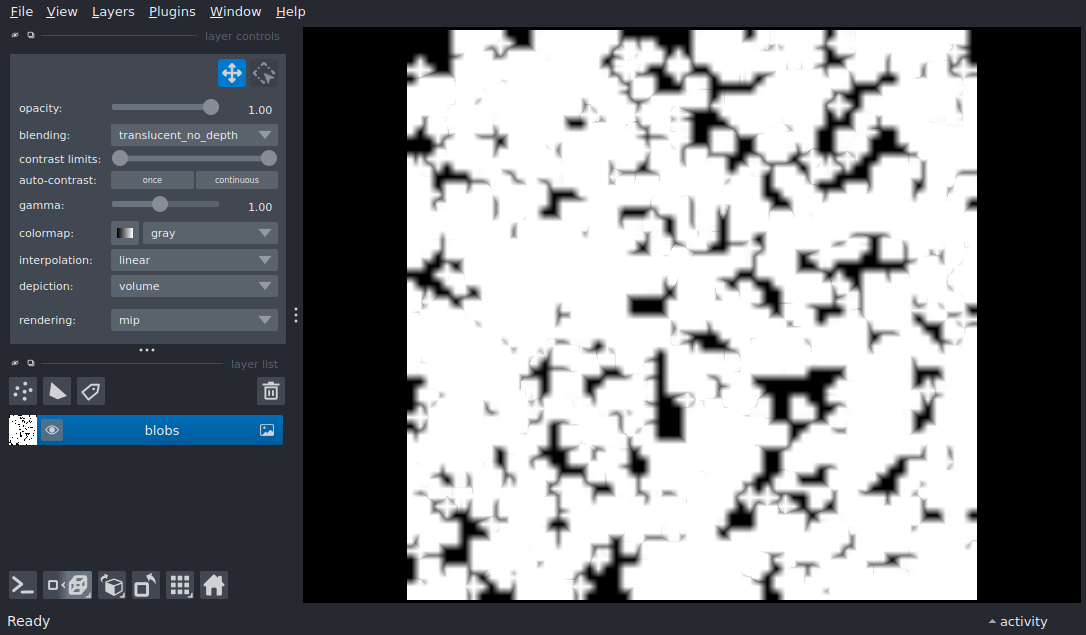 File View Layers Plugins Window Help
layer controls
opacity: 1.00
blending: translucent_no_depth
contrast limits:
auto-contrast: once continuous
gamma: 1.00
colormap: gray
interpolation: linear
depiction: volume
rendering: mip
layer list
blobs
Ready
activity